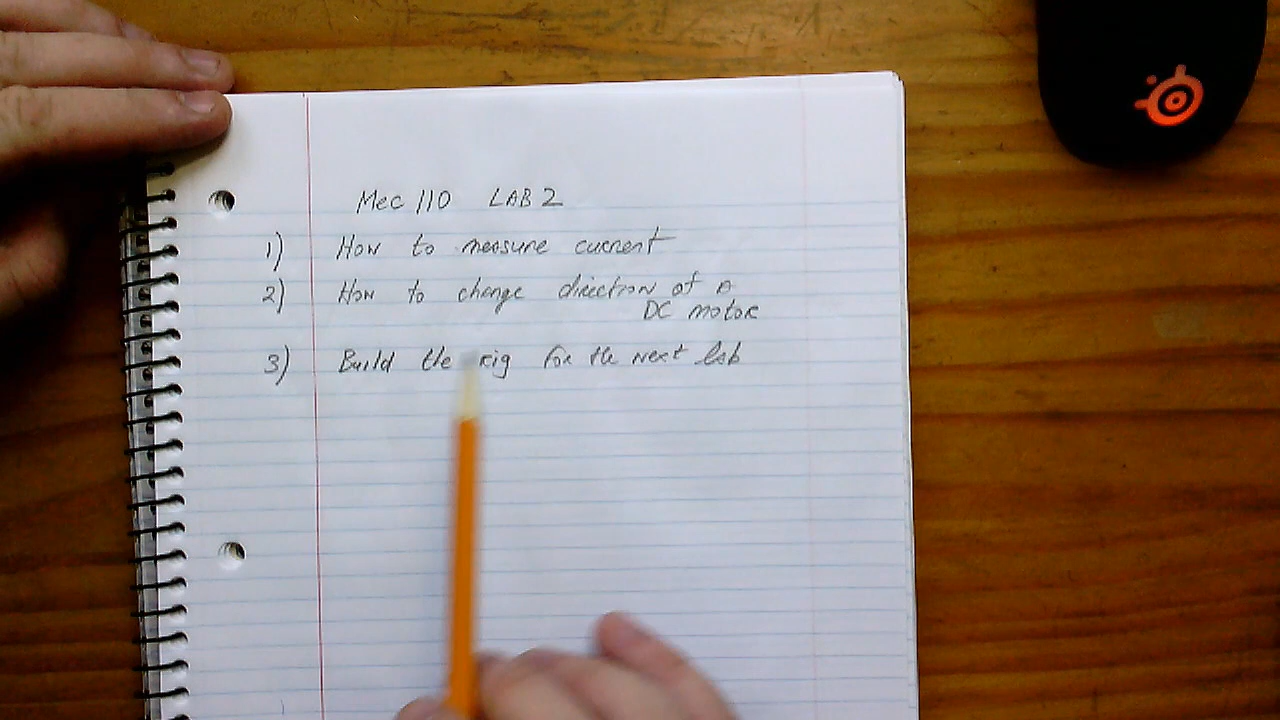 Mec 110 LAB 2
1) How to measure current
2) How to change direction of a
DC motor
3) Build the rig for the next lab